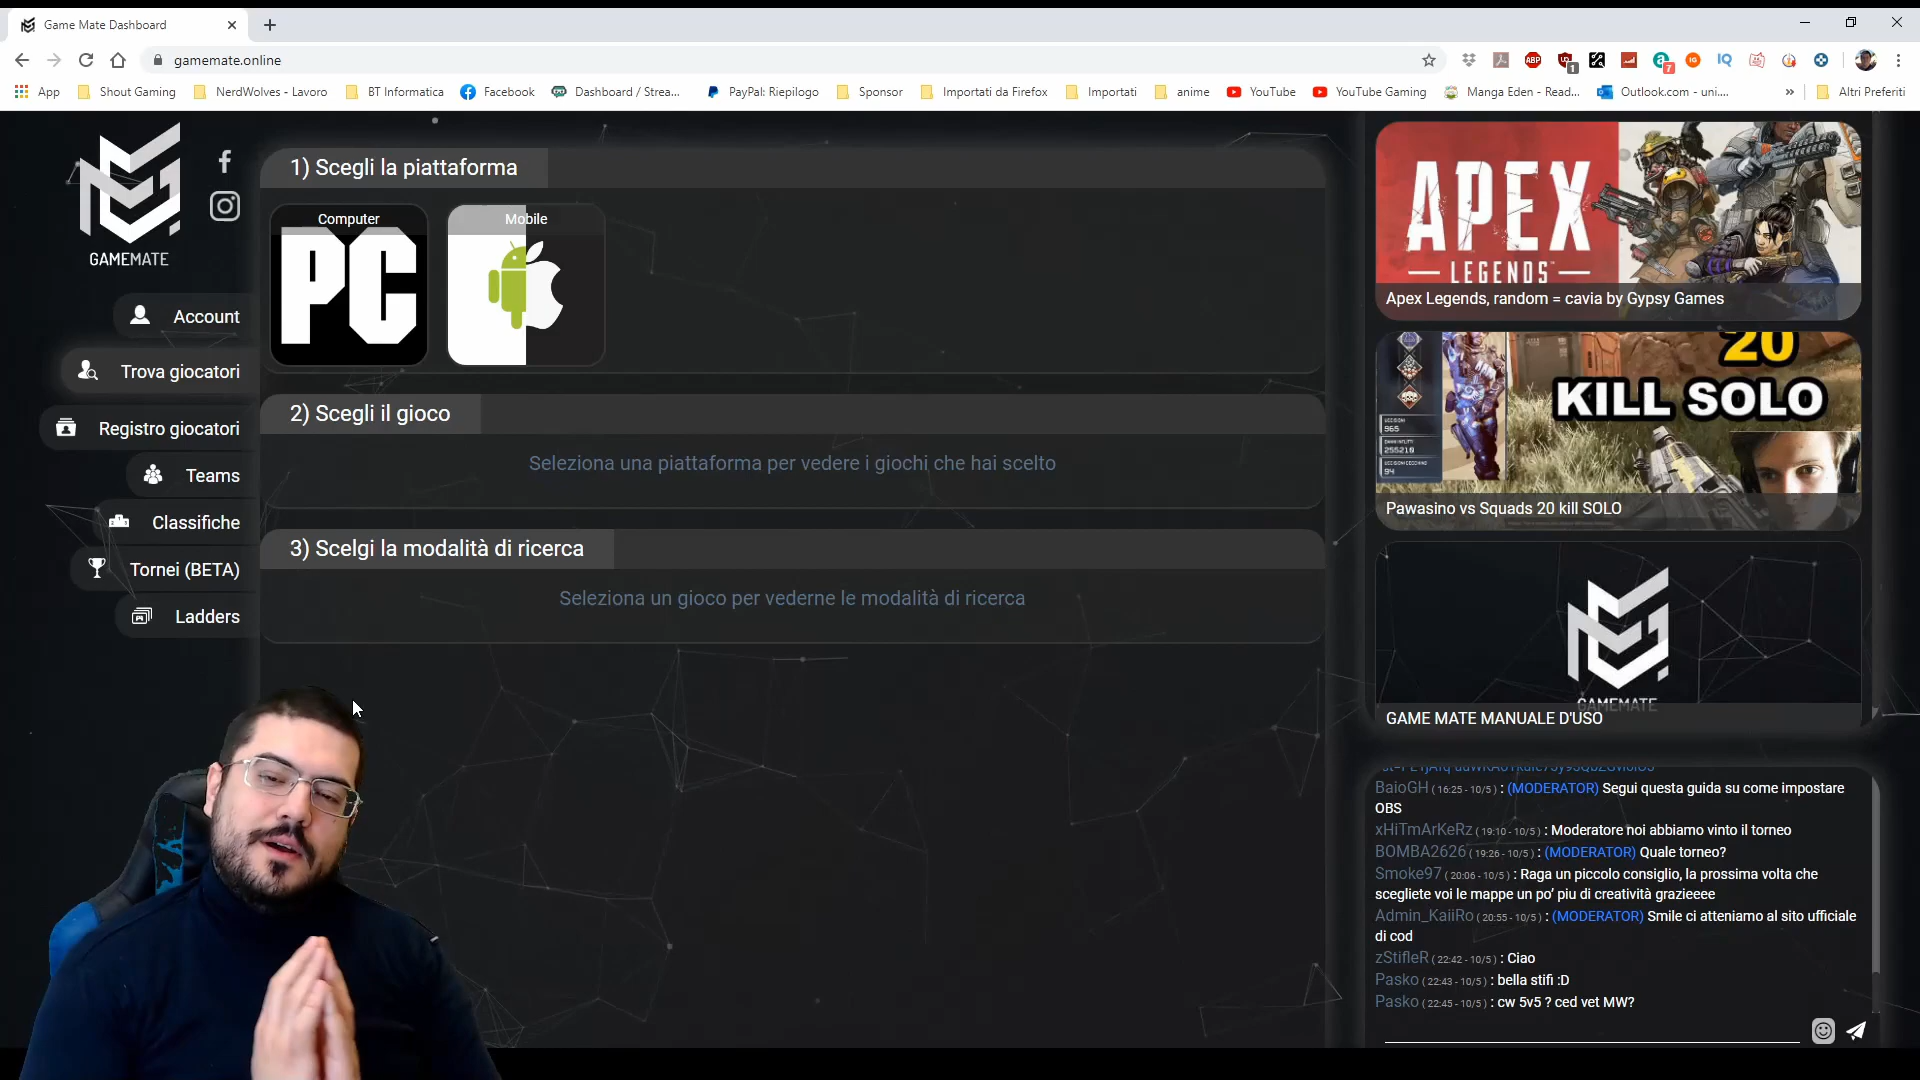 Game Mate Dashboard
gamemate.online
ABP
1
7
IQ
App
Shout Gaming
NerdWolves - Lavoro
BT Informatica
Facebook
Dashboard / Strea...
PayPal: Riepilogo
Sponsor
Importati da Firefox
Importati
anime
YouTube
YouTube Gaming
Manga Eden - Read...
Outlook.com - uni....
»
Altri Preferiti
GAMEMATE
Account
Trova giocatori
Registro giocatori
Teams
Classifiche
Tornei (BETA)
Ladders
1) Scegli la piattaforma
Computer
PC
Mobile
2) Scegli il gioco
Seleziona una piattaforma per vedere i giochi che hai scelto
3) Scelgi la modalità di ricerca
Seleziona un gioco per vederne le modalità di ricerca
APEX
LEGENDS
Apex Legends, random = cavia by Gypsy Games
20
KILL SOLO
UCCISIONI
965
255210
94
Pawasino vs Squads 20 kill SOLO
GAMEMATE
GAME MATE MANUALE D'USO
BaioGH ( 16:25 - 10/5 ) : (MODERATOR) Segui questa guida su come impostare
OBS
xHiTmArKeRz ( 19:10 - 10/5 ) : Moderatore noi abbiamo vinto il torneo
BOMBA2626 ( 19:26 - 10/5 ) : (MODERATOR) Quale torneo?
Smoke97 ( 20:06 - 10/5 ) : Raga un piccolo consiglio, la prossima volta che
scegliete voi le mappe un po' piu di creatività grazieeee
Admin_KaiiRo ( 20:55 - 10/5 ) : (MODERATOR) Smile ci atteniamo al sito ufficiale
di cod
zStifleR ( 22:42 - 10/5 ) : Ciao
Pasko ( 22:43 - 10/5 ) : bella stifi :D
Pasko ( 22:45 - 10/5 ) : cw 5v5 ? ced vet MW?